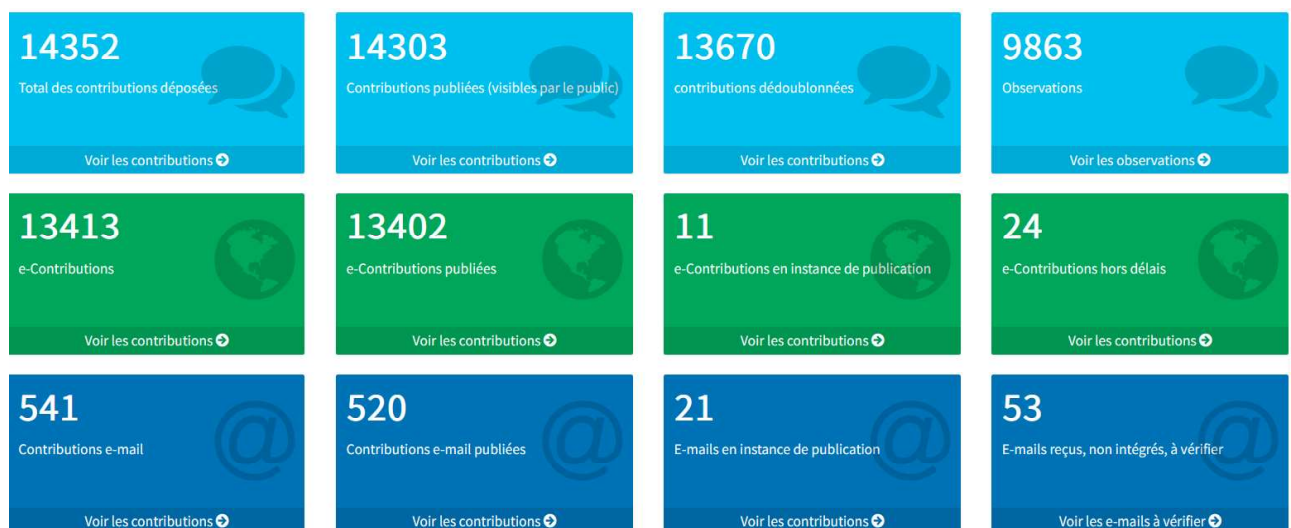 14352
Total des contributions déposées
Voir les contributions
14303
Contributions publiées (visibles par le public)
Voir les contributions
13670
contributions dédoublonnées
Voir les contributions
9863
Observations
Voir les observations
13413
e-Contributions
Voir les contributions
13402
e-Contributions publiées
Voir les contributions
11
e-Contributions en instance de publication
Voir les contributions
24
e-Contributions hors délais
Voir les contributions
541
Contributions e-mail
Voir les contributions
520
Contributions e-mail publiées
Voir les contributions
21
E-mails en instance de publication
Voir les contributions
53
E-mails reçus, non intégrés, à vérifier
Voir les e-mails à vérifier